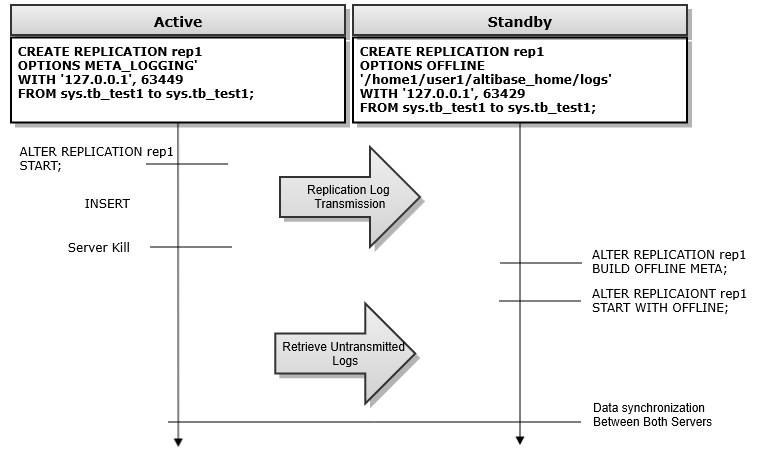 Active
Standby
CREATE REPLICATION rep1
OPTIONS META_LOGGING'
WITH '127.0.0.1', 63449
FROM sys.tb_test1 to sys.tb_test1;
CREATE REPLICATION rep1
OPTIONS OFFLINE
'/home1/user1/altibase_home/logs'
WITH '127.0.0.1', 63429
FROM sys.tb_test1 to sys.tb_test1;
ALTER REPLICATION rep1
START;
Replication Log
Transmission
INSERT
Server Kill
ALTER REPLICATION rep1
BUILD OFFLINE META;
ALTER REPLICAIONT rep1
START WITH OFFLINE;
Retrieve Untransmitted
Logs
Data synchronization
Between Both Servers